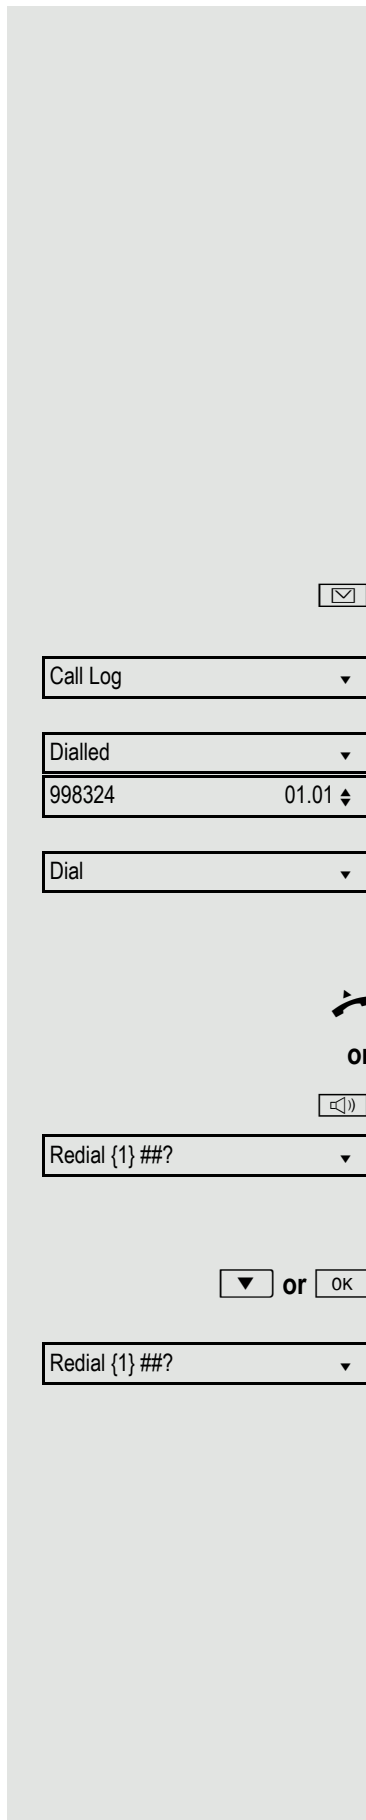 Call Log
Dialled
998324 01.01
Dial
or
Redial {1} ##?
or OK
Redial {1} ##?